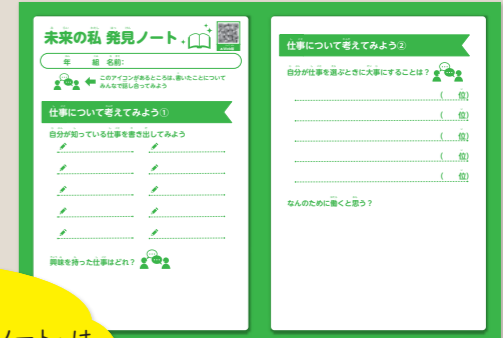 未来の私 発見ノート
年 組 名前:
このアイコンがあるところは、書いたことについて
みんなで話し合ってみよう
仕事について考えてみよう①
自分が知っている仕事を書き出してみよう
興味を持った仕事はどれ?
仕事について考えてみよう②
自分が仕事を選ぶときに大事にすることは?
( 位)
( 位)
( 位)
( 位)
( 位)
なんのために働くと思う?
ノート」は